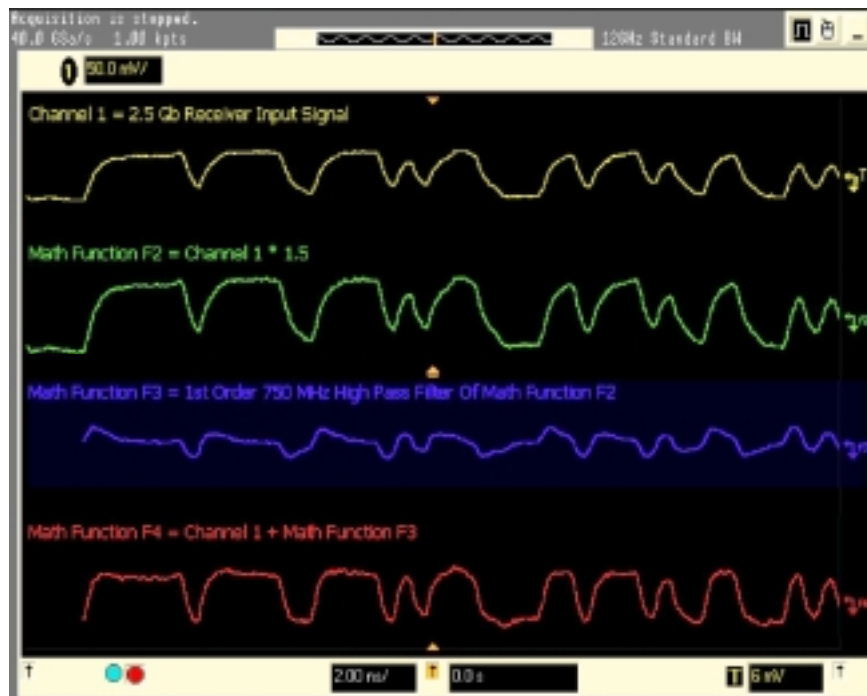 Acquisition is stopped.
40.0 GSa/s 1.00 kpts
12GHz Standard BW
1 50.0 mV/
Channel 1 = 2.5 Gb Receiver Input Signal
T
Math Function F2 = Channel 1 * 1.5
Math Function F3 = 1st Order 750 MHz High Pass Filter Of Math Function F2
Math Function F4 = Channel 1 + Math Function F3
T 2.00 ns/ T 0.0 s T 6 mV T